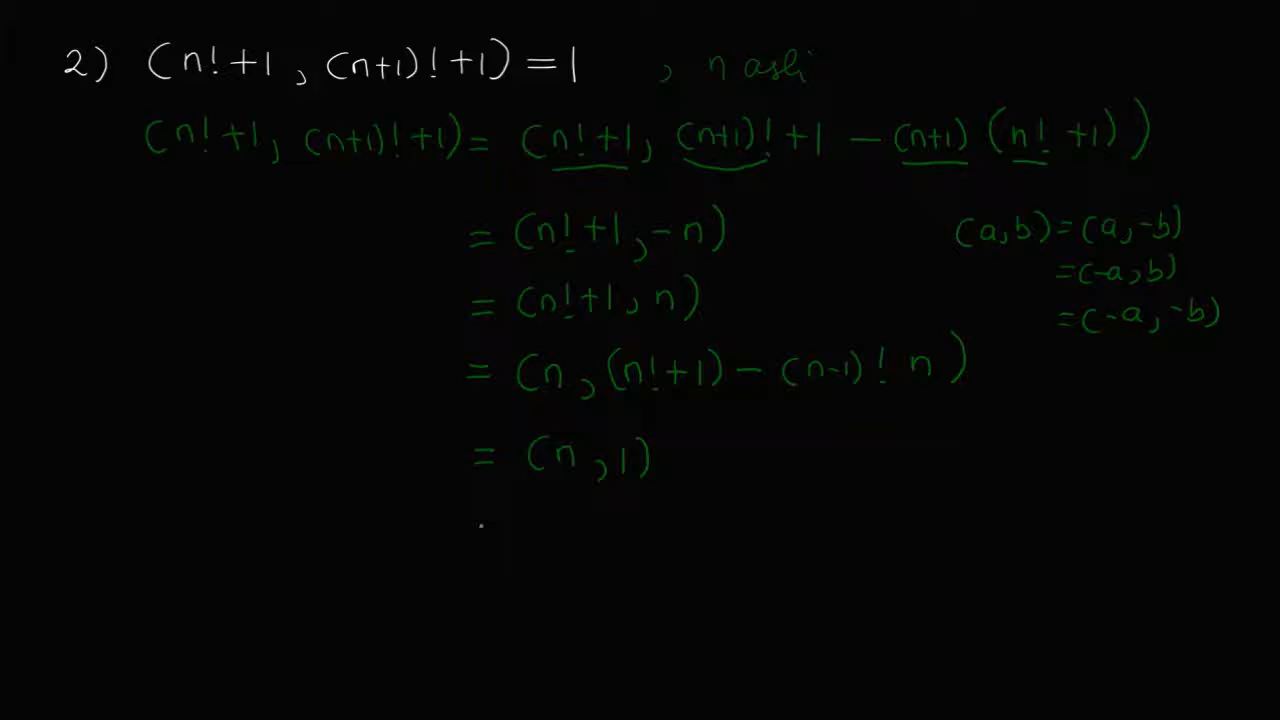 2) (n!+1, (n+1)!+1) = 1 , n asli
(n!+1, (n+1)!+1) = (n!+1, (n+1)!+1 - (n+1)(n!+1))
= (n!+1, -n)
= (n!+1, n)
= (n, (n!+1) - (n-1)! n)
= (n, 1)
(a,b) = (a,-b)
= (-a,b)
= (-a,-b)